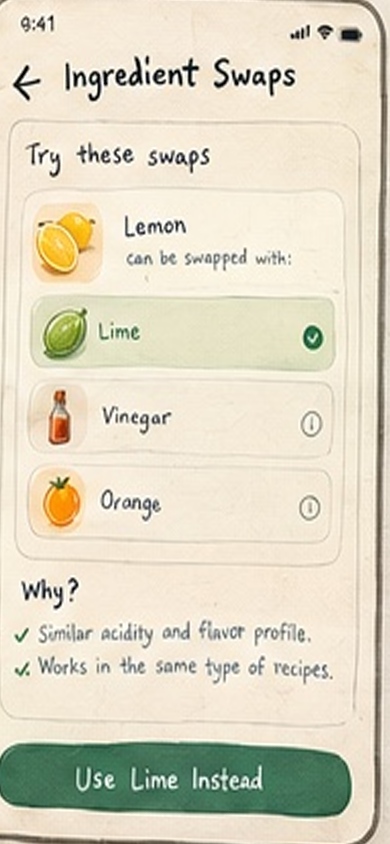 9:41
Ingredient Swaps
Try these swaps
Lemon
can be swapped with:
Lime
Vinegar
Orange
Why?
Similar acidity and flavor profile.
Works in the same type of recipes.
Use Lime Instead